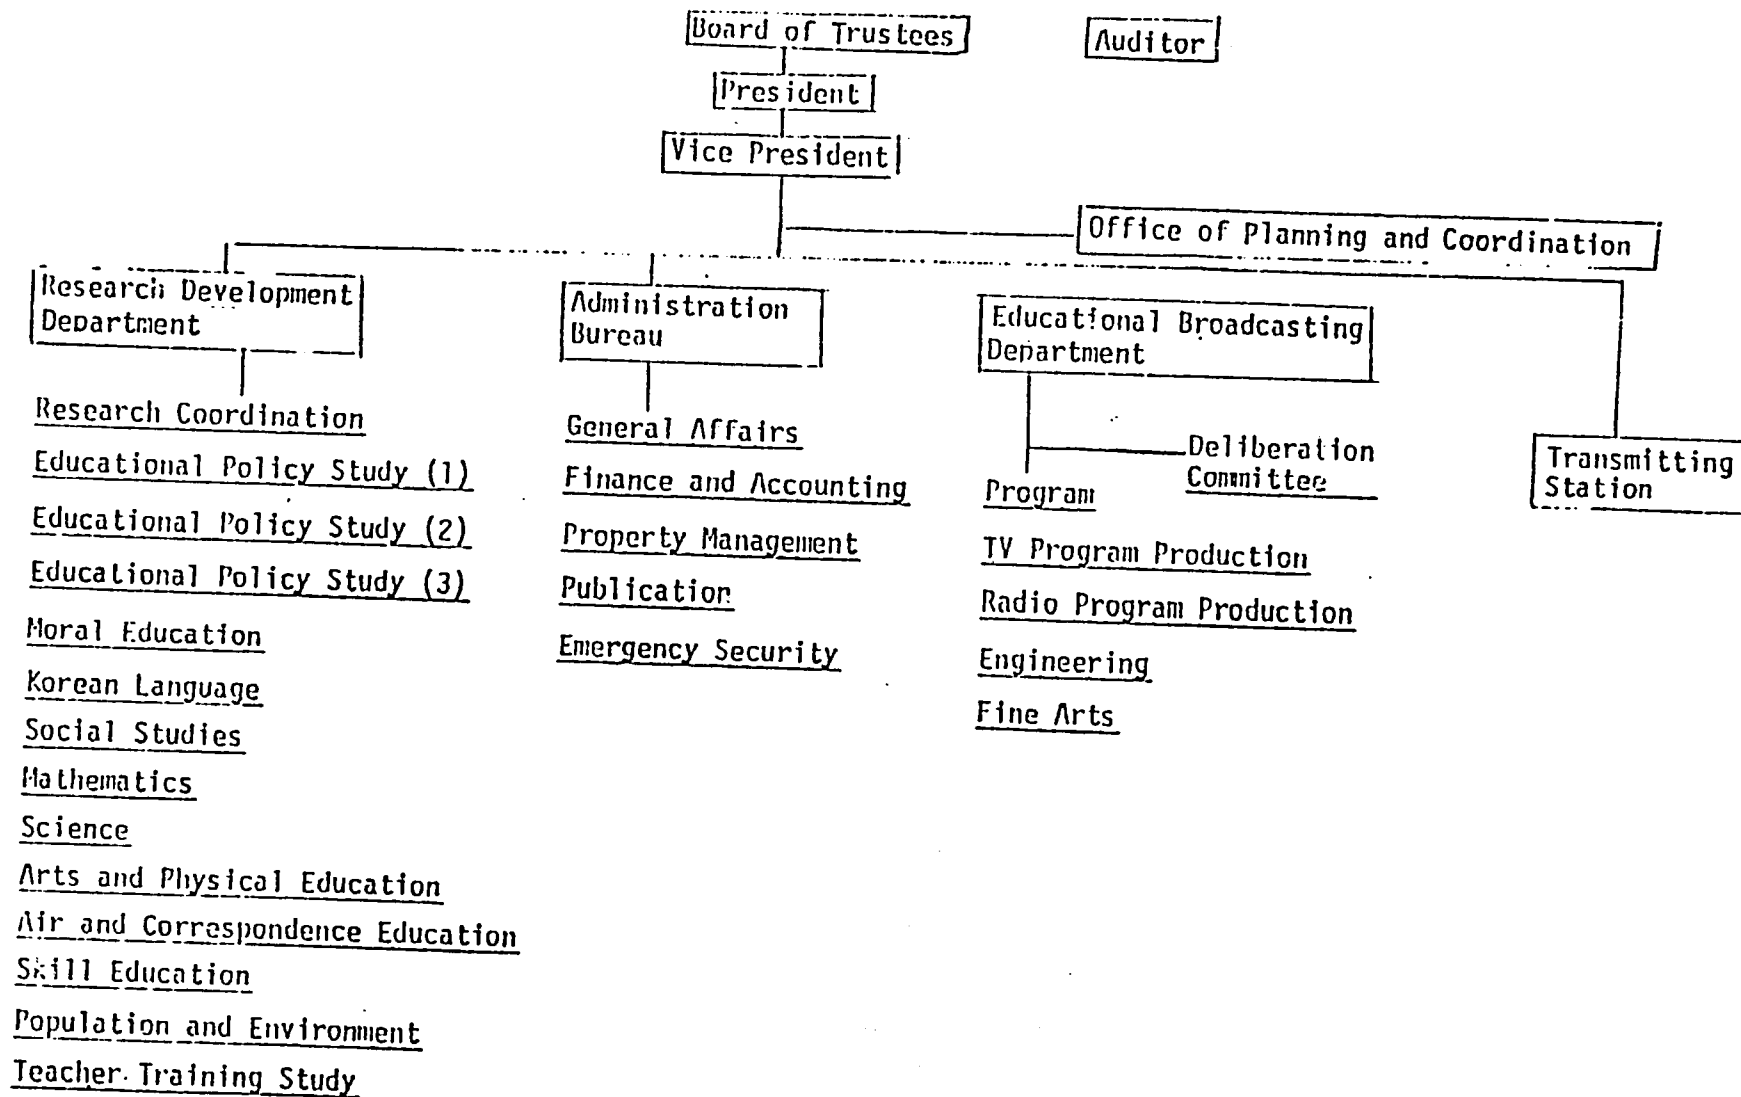 Board of Trustees
Auditor
President
Vice President
Office of Planning and Coordination
Research Development
Department
Administration
Bureau
Educational Broadcasting
Department
Transmitting
Station
Research Coordination
Educational Policy Study (1)
Educational Policy Study (2)
Educational Policy Study (3)
Moral Education
Korean Language
Social Studies
Mathematics
Science
Arts and Physical Education
Air and Correspondence Education
Skill Education
Population and Environment
Teacher Training Study
General Affairs
Finance and Accounting
Property Management
Publication
Emergency Security
Deliberation
Committee
Program
TV Program Production
Radio Program Production
Engineering
Fine Arts